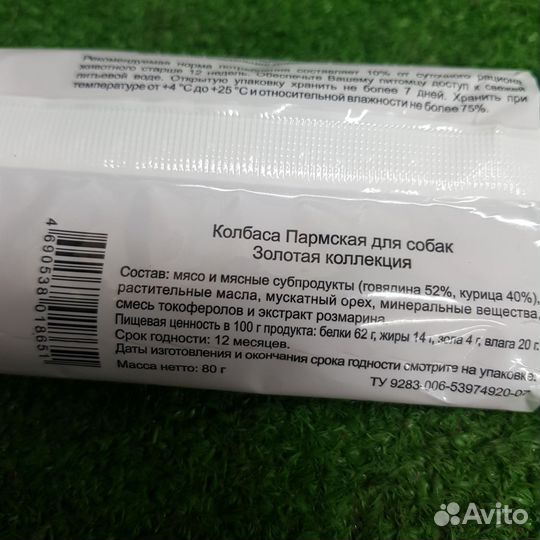 Рекомендуемая норма потребления составляет 10% от суточного рациона
животного старше 12 недель. Обеспечьте Вашему питомцу доступ к свежей
питьевой воде. Открытую упаковку хранить не более 7 дней. Хранить при
температуре от +4 °С до +25 °С и относительной влажности не более 75%.
Колбаса Пармская для собак
Золотая коллекция
Состав: мясо и мясные субпродукты (говядина 52%, курица 40%),
растительные масла, мускатный орех, минеральные вещества,
смесь токоферолов и экстракт розмарина.
Пищевая ценность в 100 г продукта: белки 62 г, жиры 14 г, зола 4 г, влага 20 г.
Срок годности: 12 месяцев.
Даты изготовления и окончания срока годности смотрите на упаковке.
Масса нетто: 80 г
ТУ 9283-006-53974920-07
4 690538 018651
Avito